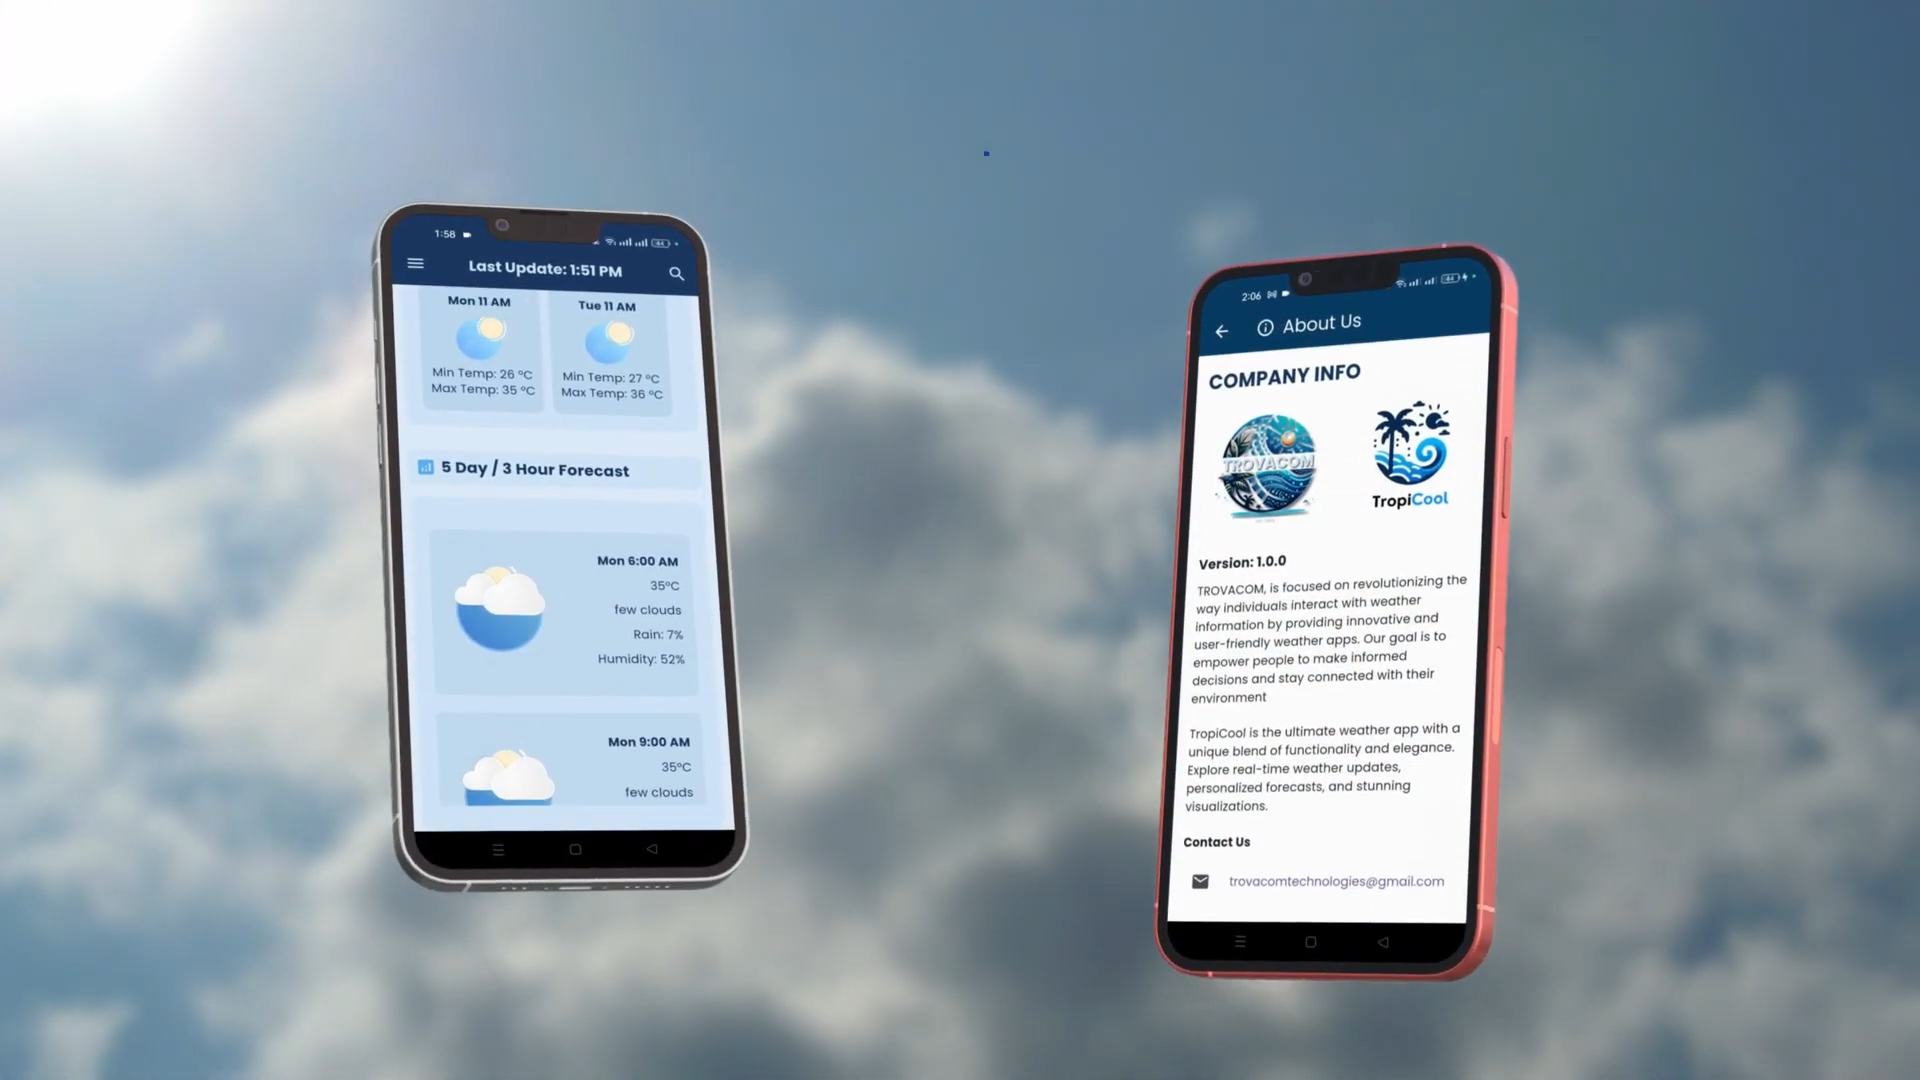 1:58
Last Update: 1:51 PM
Mon 11 AM
Min Temp: 26 °C
Max Temp: 35 °C
Tue 11 AM
Min Temp: 27 °C
Max Temp: 36 °C
5 Day / 3 Hour Forecast
Mon 6:00 AM
35°C
few clouds
Rain: 7%
Humidity: 52%
Mon 9:00 AM
35°C
few clouds
2:06
About Us
COMPANY INFO
TROVACOM
TropiCool
Version: 1.0.0
TROVACOM, is focused on revolutionizing the
way individuals interact with weather
information by providing innovative and
user-friendly weather apps. Our goal is to
empower people to make informed
decisions and stay connected with their
environment
TropiCool is the ultimate weather app with a
unique blend of functionality and elegance.
Explore real-time weather updates,
personalized forecasts, and stunning
visualizations.
Contact Us
trovacomtechnologies@gmail.com